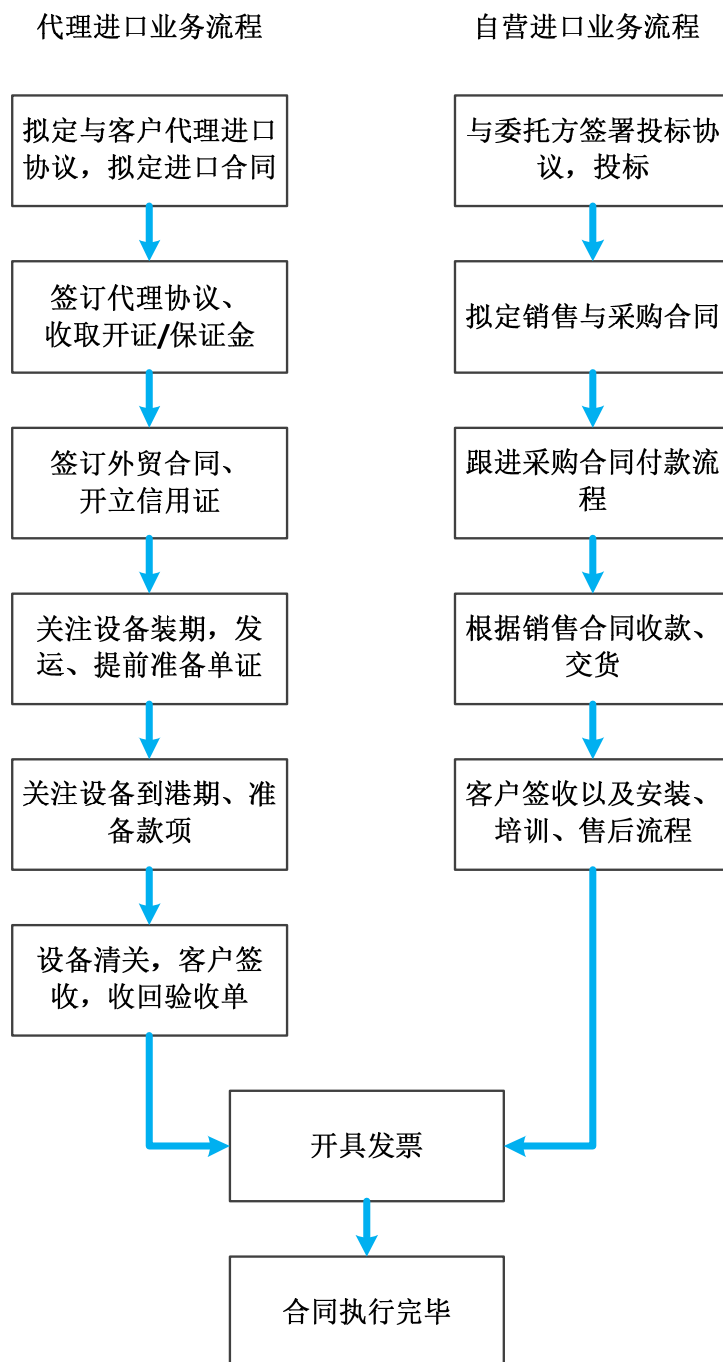 代理进口业务流程
拟定与客户代理进口
协议，拟定进口合同
签订代理协议、
收取开证/保证金
签订外贸合同、
开立信用证
关注设备装期，发
运、提前准备单证
关注设备到港期、准
备款项
设备清关，客户签
收，收回验收单
自营进口业务流程
与委托方签署投标协
议，投标
拟定销售与采购合同
跟进采购合同付款流
程
根据销售合同收款、
交货
客户签收以及安装、
培训、售后流程
开具发票
合同执行完毕